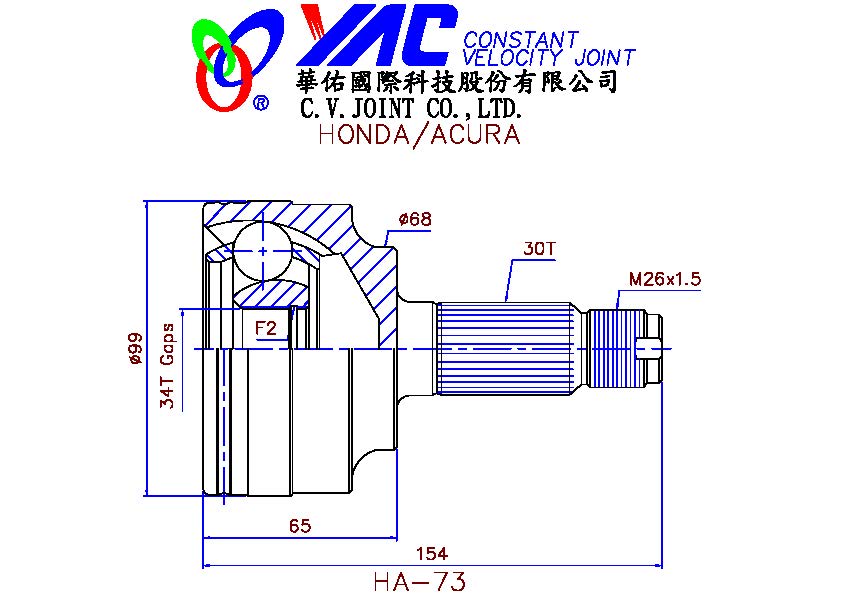 YAC CONSTANT
VELOCITY JOINT
®
華佑國際科技股份有限公司
C.V.JOINT CO.,LTD.
HONDA/ACURA
ø68
30T
M26x1.5
F2
ø99
34T Gaps
65
154
HA-73